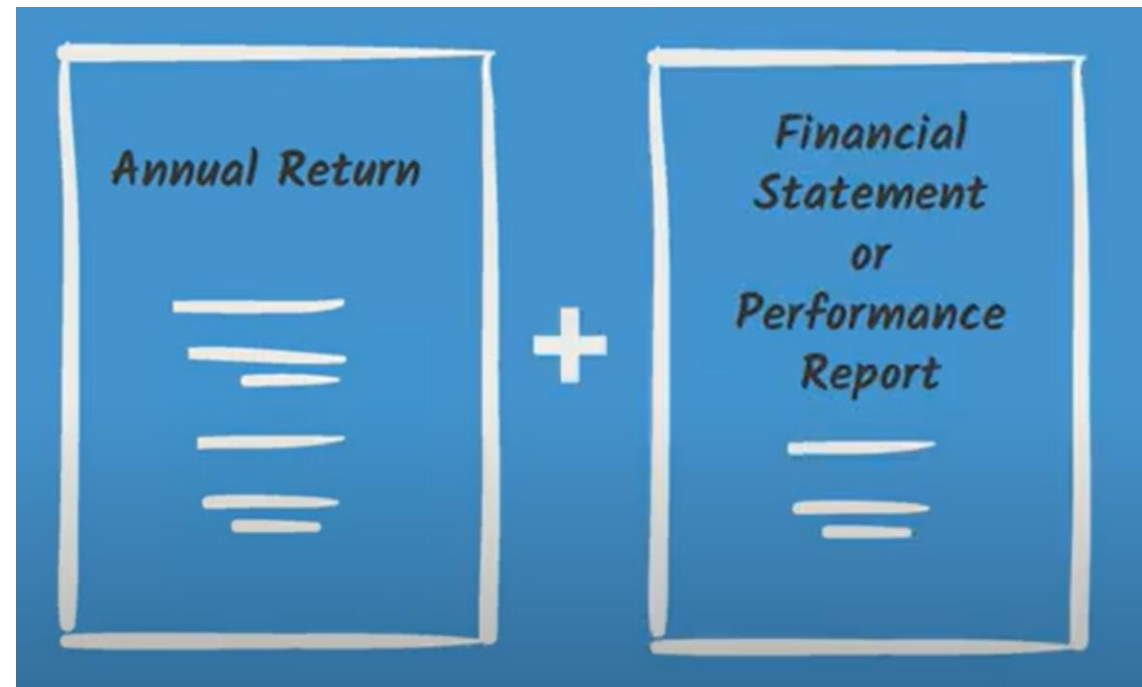 Annual Return
+
Financial
Statement
or
Performance
Report